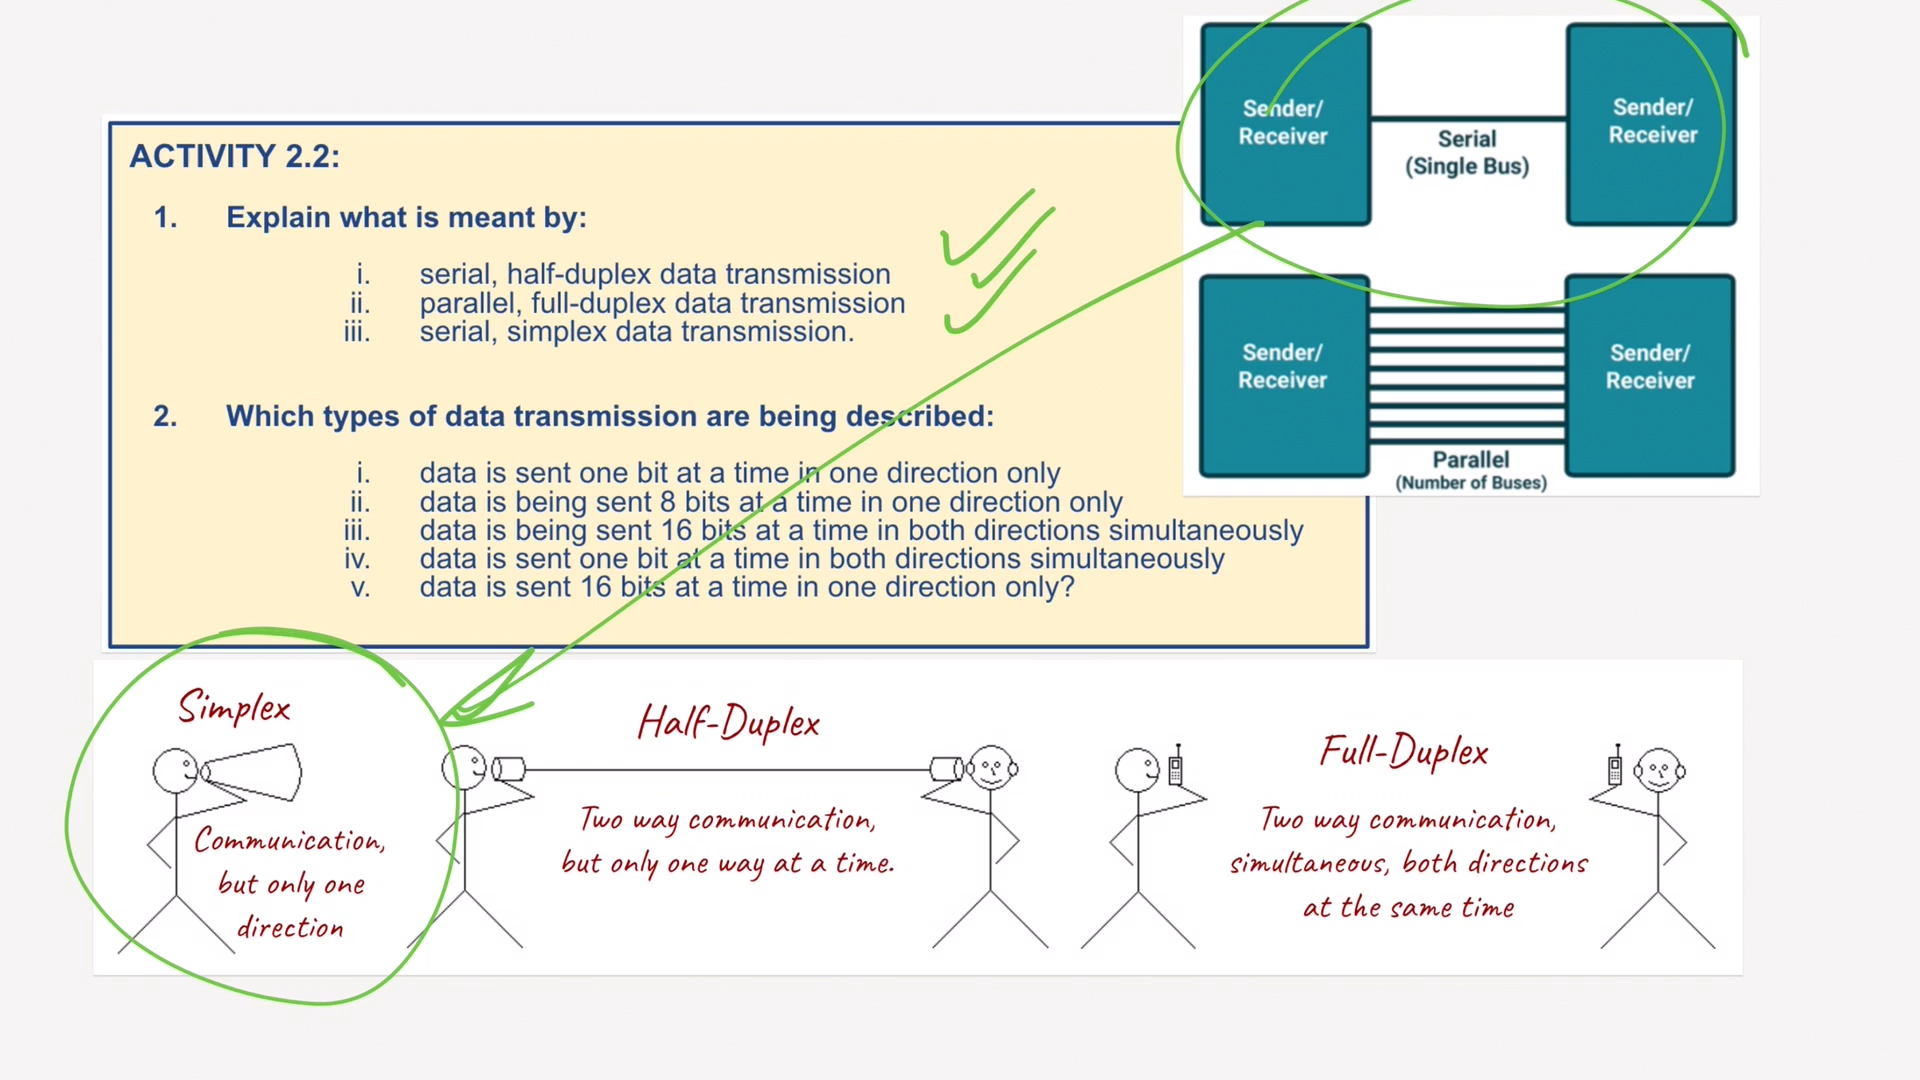 ACTIVITY 2.2:
1. Explain what is meant by:
i. serial, half-duplex data transmission
ii. parallel, full-duplex data transmission
iii. serial, simplex data transmission.
2. Which types of data transmission are being described:
i. data is sent one bit at a time in one direction only
ii. data is being sent 8 bits at a time in one direction only
iii. data is being sent 16 bits at a time in both directions simultaneously
iv. data is sent one bit at a time in both directions simultaneously
v. data is sent 16 bits at a time in one direction only?
Sender/
Receiver
Serial
(Single Bus)
Sender/
Receiver
Sender/
Receiver
Parallel
(Number of Buses)
Sender/
Receiver
Simplex
Communication,
but only one
direction
Half-Duplex
Two way communication,
but only one way at a time.
Full-Duplex
Two way communication,
simultaneous, both directions
at the same time